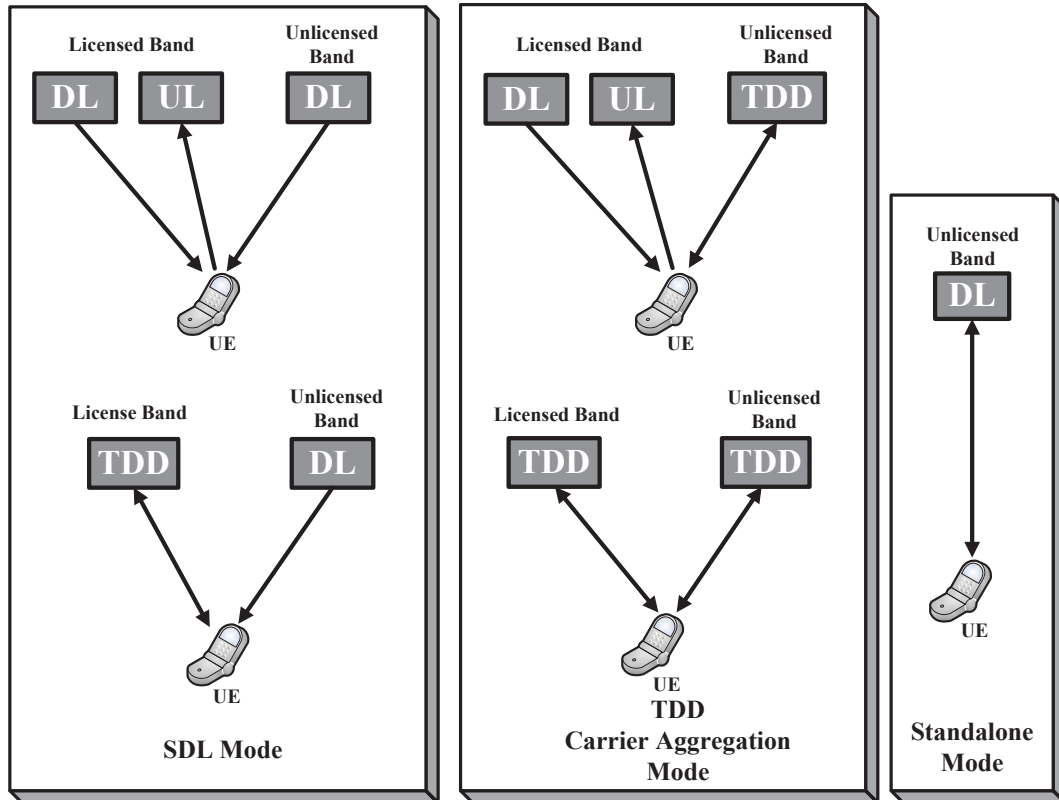 Licensed Band
Unlicensed
Band
DL
UL
DL
UE
License Band
Unlicensed
Band
TDD
DL
UE
SDL Mode
Licensed Band
Unlicensed
Band
DL
UL
TDD
UE
Licensed Band
Unlicensed
Band
TDD
TDD
UE
TDD
Carrier Aggregation
Mode
Unlicensed
Band
DL
UE
Standalone
Mode